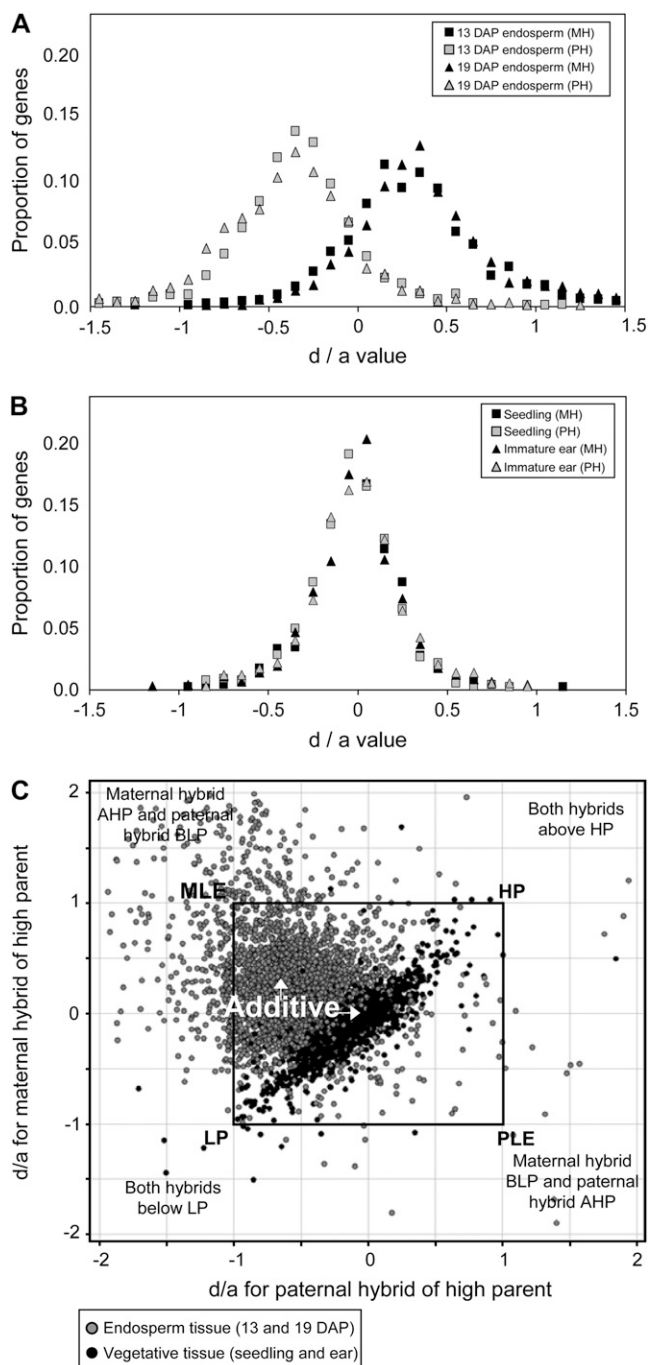 A
13 DAP endosperm (MH)
13 DAP endosperm (PH)
19 DAP endosperm (MH)
19 DAP endosperm (PH)
Proportion of genes
0.20
0.15
0.10
0.05
0.0
-1.5
-1
-0.5
0
0.5
1
1.5
d / a value
B
Seedling (MH)
Seedling (PH)
Immature ear (MH)
Immature ear (PH)
Proportion of genes
0.20
0.15
0.10
0.05
0.0
-1.5
-1
-0.5
0
0.5
1
1.5
d / a value
C
Maternal hybrid
AHP and paternal
hybrid BLP
Both hybrids
above HP
MLE
HP
Additive
LP
PLE
Both hybrids
below LP
Maternal hybrid
BLP and paternal
hybrid AHP
d/a for maternal hybrid of high parent
2
1
0
-1
-2
-2
-1
0
1
2
d/a for paternal hybrid of high parent
Endosperm tissue (13 and 19 DAP)
Vegetative tissue (seedling and ear)